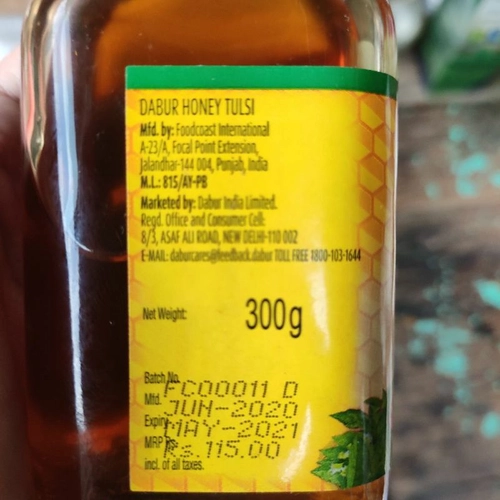 DABUR HONEY TULSI
Mfd. by: Foodcoast International
A-23/A, Focal Point Extension,
Jalandhar-144 004, Punjab, India
M.L.: 815/AY-PB
Marketed by: Dabur India Limited.
Regd. Office and Consumer Cell:
8/3, ASAF ALI ROAD, NEW DELHI-110 002
E-MAIL: daburcares@feedback.dabur TOLL FREE 1800-103-1644
Net Weight: 300g
Batch No. FC00011 D
Mfd. JUN-2020
Expiry MAY-2021
MRP Rs.115.00
incl. of all taxes.